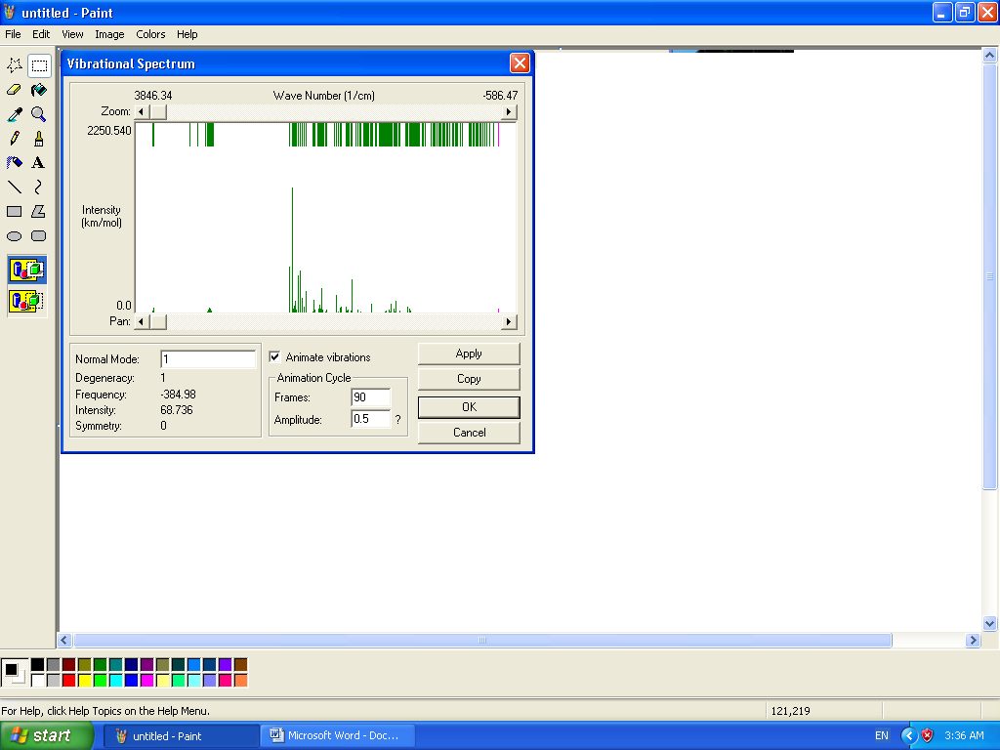 untitled - Paint
File Edit View Image Colors Help
Vibrational Spectrum
3846.34 Wave Number (1/cm) -586.47
Zoom:
2250.540
Intensity
(km/mol)
0.0
Pan:
Normal Mode: 1
Degeneracy: 1
Frequency: -384.98
Intensity: 68.736
Symmetry: 0
Animate vibrations
Animation Cycle
Frames: 90
Amplitude: 0.5 ?
Apply
Copy
OK
Cancel
A
For Help, click Help Topics on the Help Menu.
121,219
start
untitled - Paint
Microsoft Word - Doc...
EN
3:36 AM